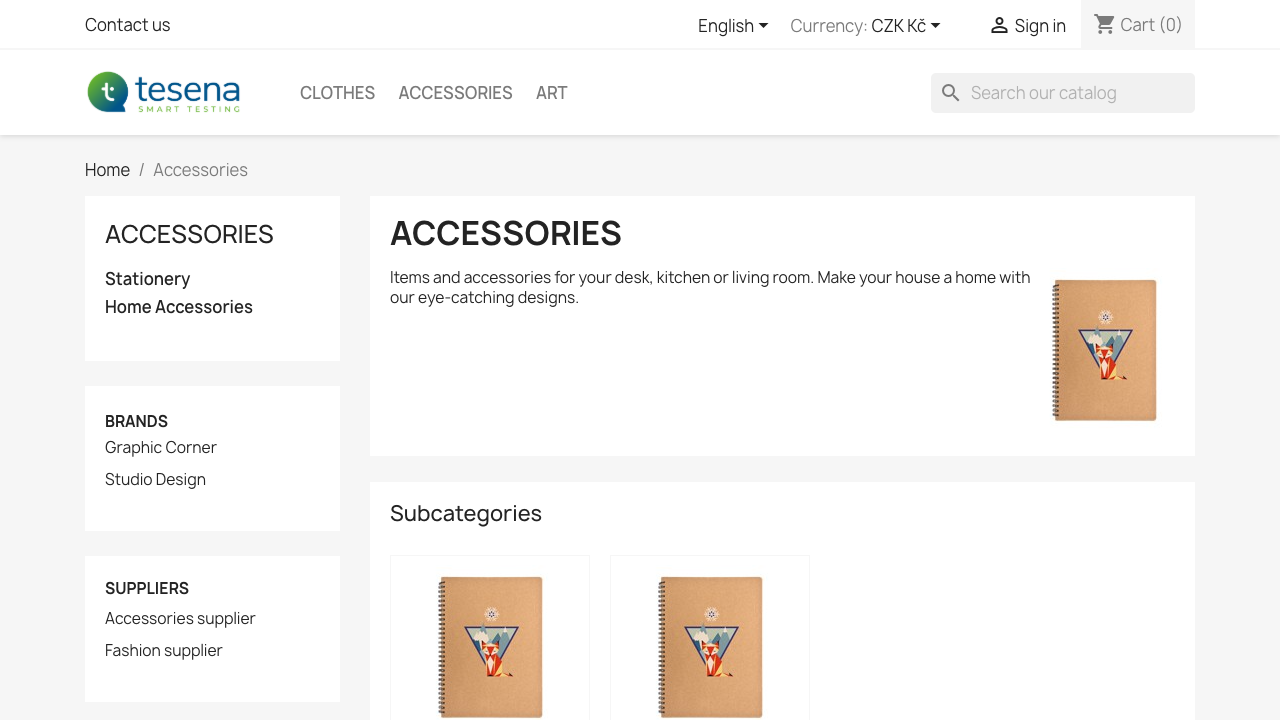 Contact us
English
Currency: CZK Kč
Sign in
Cart (0)
tesena
SMART TESTING
CLOTHES
ACCESSORIES
ART
Search our catalog
Home / Accessories
ACCESSORIES
Stationery
Home Accessories
BRANDS
Graphic Corner
Studio Design
SUPPLIERS
Accessories supplier
Fashion supplier
ACCESSORIES
Items and accessories for your desk, kitchen or living room. Make your house a home with
our eye-catching designs.
Subcategories